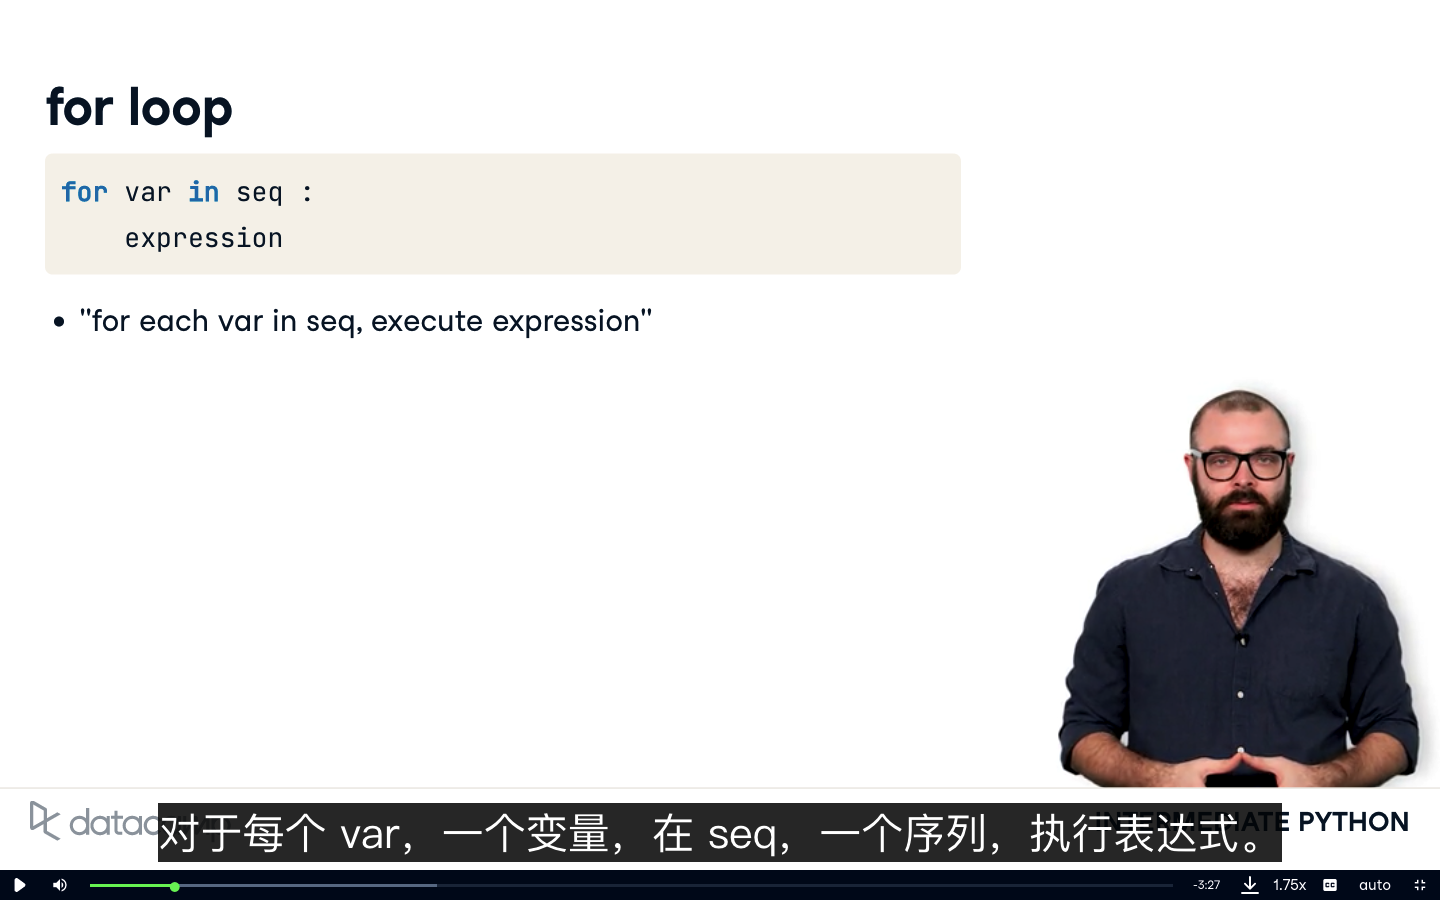 for loop
for var in seq :
expression
• "for each var in seq, execute expression"
对于每个 var，一个变量，在 seq，一个序列，执行表达式。
datac
INTERMEDIATE PYTHON
-3:27
1.75x
CC
auto